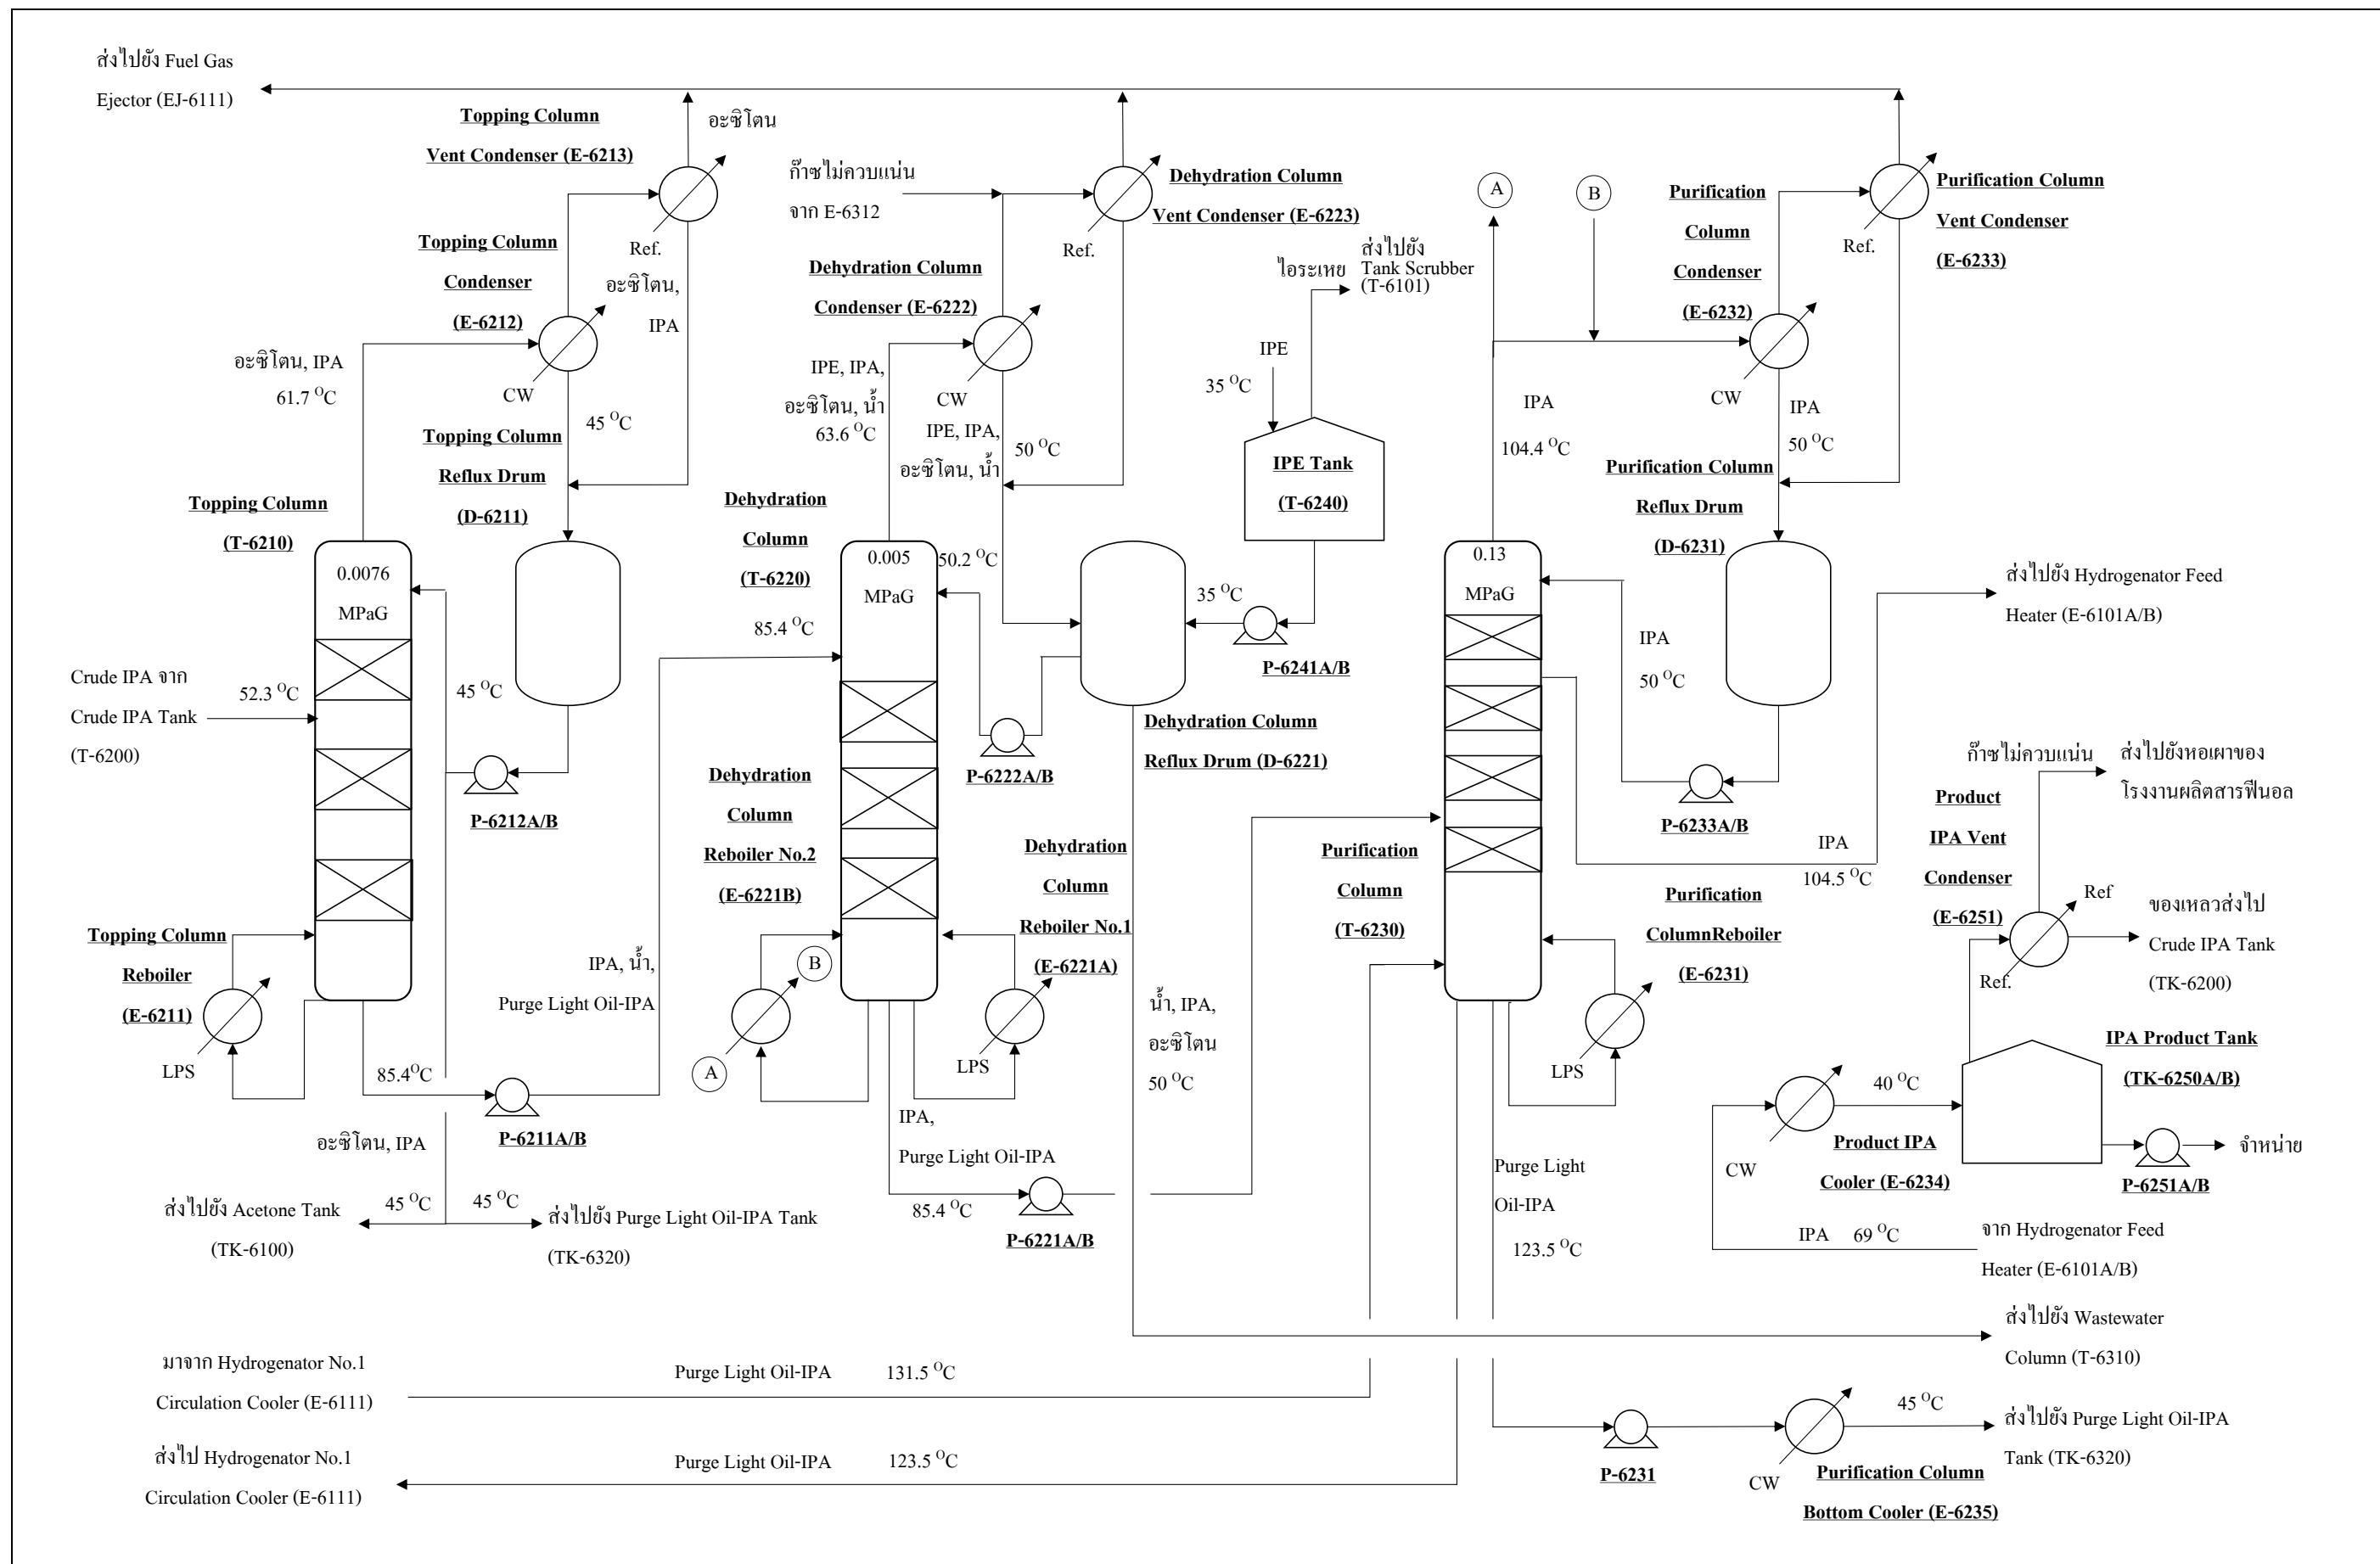 ส่งไปยัง Fuel Gas
Ejector (EJ-6111)
Topping Column
Vent Condenser (E-6213)
อะซิโตน
Ref.
อะซิโตน,
IPA
Topping Column
Condenser
(E-6212)
อะซิโตน, IPA
61.7 °C
CW
45 °C
Topping Column
Reflux Drum
(D-6211)
Topping Column
(T-6210)
0.0076
MPaG
Crude IPA จาก
Crude IPA Tank
(T-6200)
52.3 °C
45 °C
P-6212A/B
Topping Column
Reboiler
(E-6211)
LPS
85.4°C
P-6211A/B
IPA, น้ำ,
Purge Light Oil-IPA
อะซิโตน, IPA
45 °C
45 °C
ส่งไปยัง Acetone Tank
(TK-6100)
ส่งไปยัง Purge Light Oil-IPA Tank
(TK-6320)
ก๊าซไม่ควบแน่น
จาก E-6312
Dehydration Column
Vent Condenser (E-6223)
Ref.
Dehydration Column
Condenser (E-6222)
IPE, IPA,
อะซิโตน, น้ำ
63.6 °C
CW
IPE, IPA,
อะซิโตน, น้ำ
50 °C
Dehydration
Column
(T-6220)
0.005
MPaG
50.2 °C
85.4 °C
ไอระเหย
ส่งไปยัง
Tank Scrubber
(T-6101)
IPE
35 °C
IPE Tank
(T-6240)
35 °C
P-6241A/B
P-6222A/B
Dehydration Column
Reflux Drum (D-6221)
Dehydration
Column
Reboiler No.2
(E-6221B)
A
B
Dehydration
Column
Reboiler No.1
(E-6221A)
LPS
IPA,
Purge Light Oil-IPA
85.4 °C
P-6221A/B
น้ำ, IPA,
อะซิโตน
50 °C
A
B
Purification
Column
Condenser
(E-6232)
Purification Column
Vent Condenser
(E-6233)
Ref.
CW
IPA
104.4 °C
IPA
50 °C
Purification Column
Reflux Drum
(D-6231)
0.13
MPaG
IPA
50 °C
P-6233A/B
ส่งไปยัง Hydrogenator Feed
Heater (E-6101A/B)
IPA
104.5 °C
Purification
Column
(T-6230)
Purification
ColumnReboiler
(E-6231)
LPS
Purge Light
Oil-IPA
123.5 °C
ก๊าซไม่ควบแน่น
ส่งไปยังหอเผาของ
โรงงานผลิตสารฟีนอล
Product
IPA Vent
Condenser
(E-6251)
Ref
Ref.
ของเหลวส่งไป
Crude IPA Tank
(TK-6200)
IPA Product Tank
(TK-6250A/B)
40 °C
CW
Product IPA
Cooler (E-6234)
จำหน่าย
P-6251A/B
IPA 69 °C
จาก Hydrogenator Feed
Heater (E-6101A/B)
ส่งไปยัง Wastewater
Column (T-6310)
มาจาก Hydrogenator No.1
Circulation Cooler (E-6111)
Purge Light Oil-IPA 131.5 °C
ส่งไป Hydrogenator No.1
Circulation Cooler (E-6111)
Purge Light Oil-IPA 123.5 °C
P-6231
CW
45 °C
Purification Column
Bottom Cooler (E-6235)
ส่งไปยัง Purge Light Oil-IPA
Tank (TK-6320)